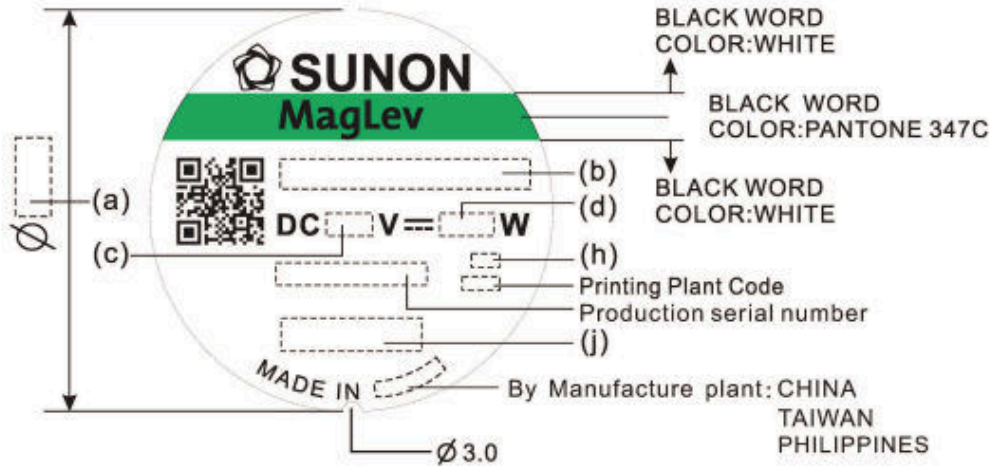 BLACK WORD
COLOR:WHITE
SUNON
MagLev
BLACK WORD
COLOR:PANTONE 347C
BLACK WORD
COLOR:WHITE
(a)
Ø
(b)
(d)
DC V W
(c)
(h)
Printing Plant Code
Production serial number
(j)
MADE IN
By Manufacture plant: CHINA
TAIWAN
PHILIPPINES
Ø 3.0